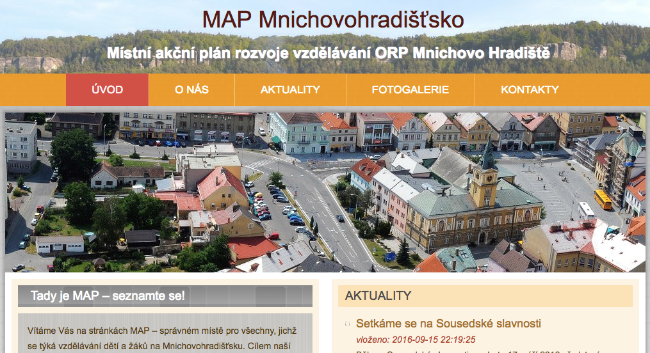 MAP Mnichovohradišťsko
Místní akční plán rozvoje vzdělávání ORP Mnichovo Hradiště
ÚVOD
O NÁS
AKTUALITY
FOTOGALERIE
KONTAKTY
Tady je MAP – seznamte se!
Vítáme Vás na stránkách MAP – správném místě pro všechny, jichž
se týká vzdělávání dětí a žáků na Mnichovohradišťsku. Cílem naší
AKTUALITY
Setkáme se na Sousedské slavnosti
vloženo: 2016-09-15 22:19:25